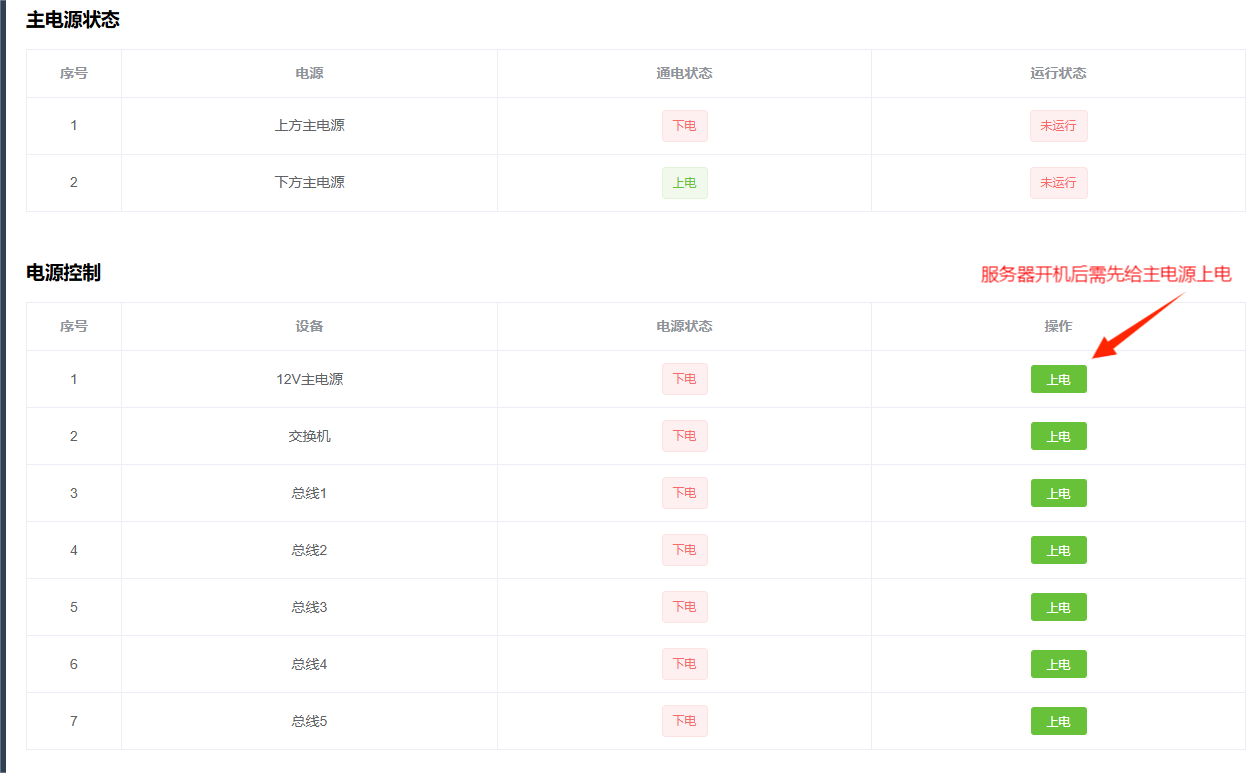 主电源状态
序号 电源 通电状态 运行状态
1 上方主电源 下电 未运行
2 下方主电源 上电 未运行
电源控制
服务器开机后需先给主电源上电
序号 设备 电源状态 操作
1 12V主电源 下电 上电
2 交换机 下电 上电
3 总线1 下电 上电
4 总线2 下电 上电
5 总线3 下电 上电
6 总线4 下电 上电
7 总线5 下电 上电